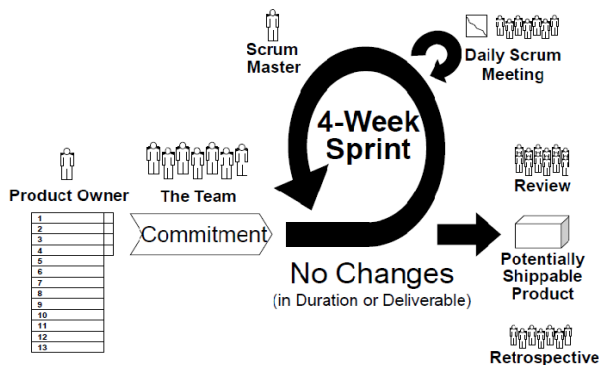 Scrum
Master
Daily Scrum
Meeting
4-Week
Sprint
Product Owner
The Team
Review
1
2
3
4
5
6
7
8
9
10
11
12
13
Commitment
No Changes
(in Duration or Deliverable)
Potentially
Shippable
Product
Retrospective